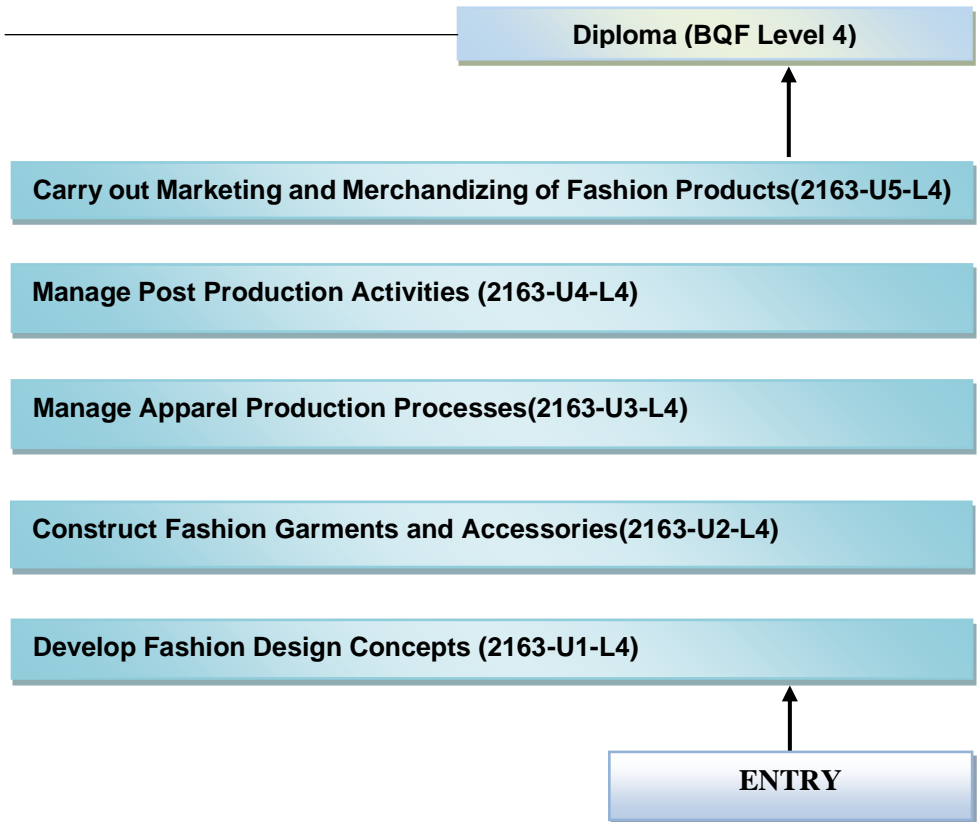 Diploma (BQF Level 4)
Carry out Marketing and Merchandizing of Fashion Products(2163-U5-L4)
Manage Post Production Activities (2163-U4-L4)
Manage Apparel Production Processes(2163-U3-L4)
Construct Fashion Garments and Accessories(2163-U2-L4)
Develop Fashion Design Concepts (2163-U1-L4)
ENTRY